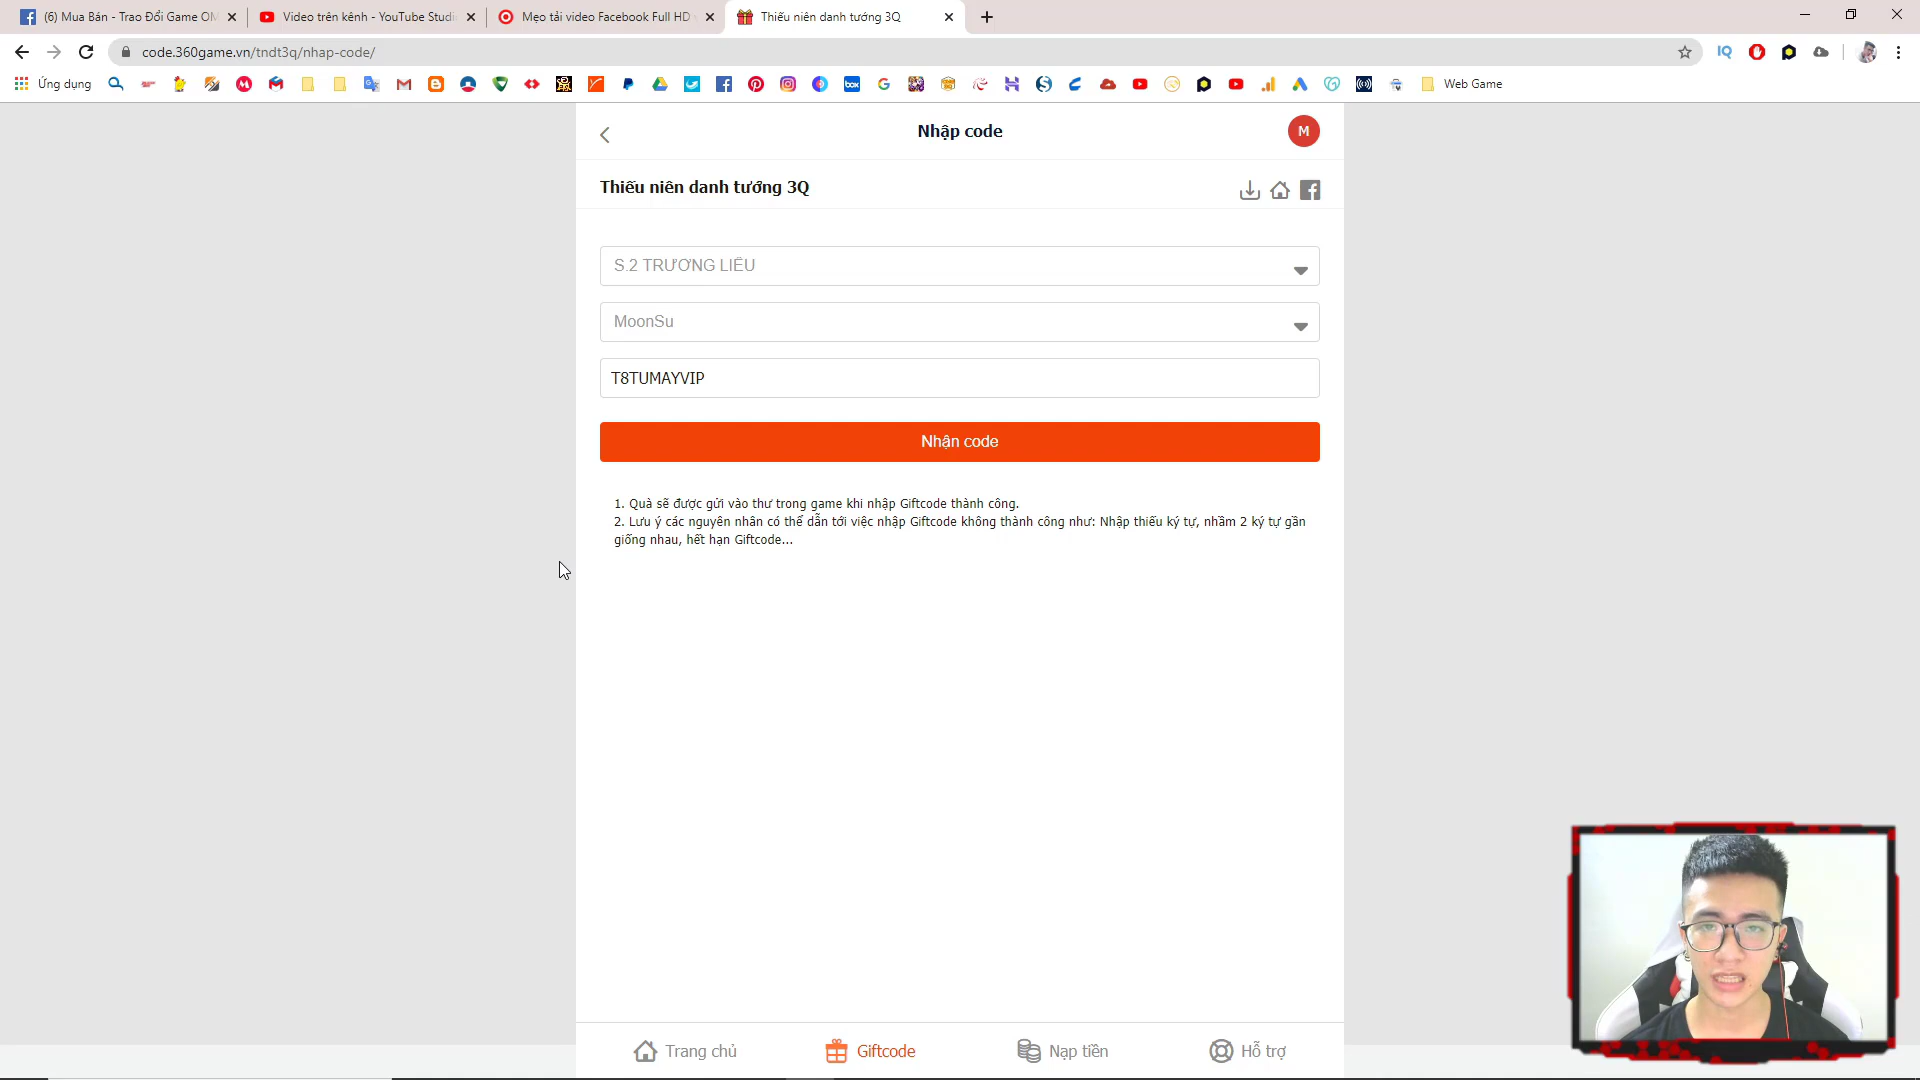 (6) Mua Bán - Trao Đổi Game OM
Video trên kênh - YouTube Studi
Mẹo tải video Facebook Full HD
Thiếu niên danh tướng 3Q
code.360game.vn/tndt3q/nhap-code/
IQ
Ứng dụng
Web Game
Nhập code
M
Thiếu niên danh tướng 3Q
S.2 TRƯƠNG LIÊU
MoonSu
T8TUMAYVIP
Nhận code
1. Quà sẽ được gửi vào thư trong game khi nhập Giftcode thành công.
2. Lưu ý các nguyên nhân có thể dẫn tới việc nhập Giftcode không thành công như: Nhập thiếu ký tự, nhầm 2 ký tự gần
giống nhau, hết hạn Giftcode...
Trang chủ
Giftcode
Nạp tiền
Hỗ trợ